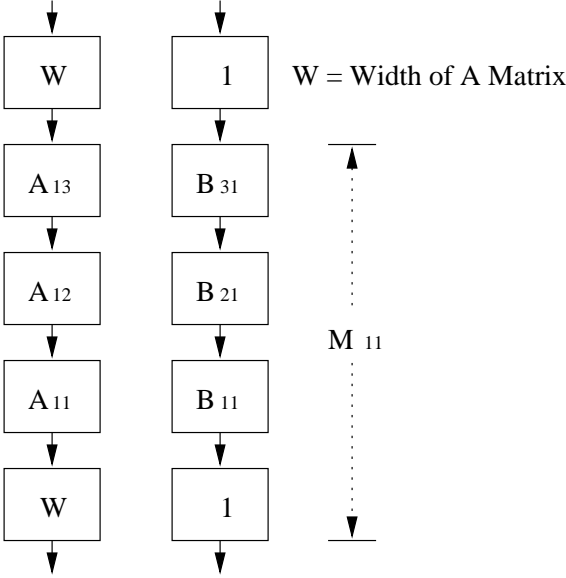 W 1 W = Width of A Matrix
A 13 B 31
A 12 B 21
M 11
A 11 B 11
W 1